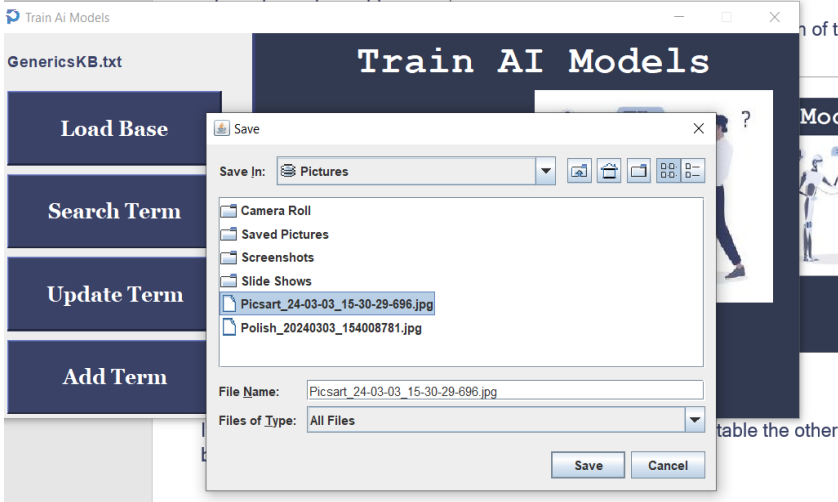 Train Ai Models
n of t
GenericsKB.txt
Train AI Models
Load Base
Search Term
Update Term
Add Term
?
Mod
Save
Save In:
Pictures
Camera Roll
Saved Pictures
Screenshots
Slide Shows
Picsart_24-03-03_15-30-29-696.jpg
Polish_20240303_154008781.jpg
File Name:
Picsart_24-03-03_15-30-29-696.jpg
Files of Type:
All Files
table the other
Save
Cancel